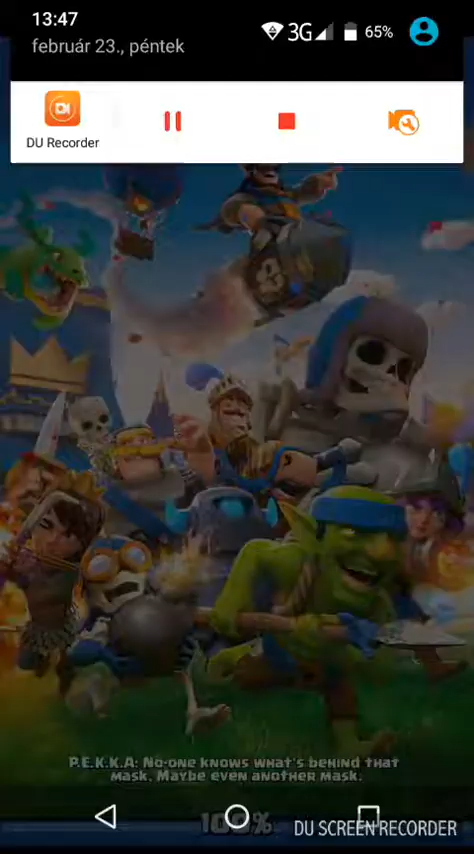 13:47
3G
65%
február 23., péntek
DU Recorder
P.E.K.K.A: No-one knows what's behind that
mask. Maybe even another mask.
100%
DU SCREEN RECORDER